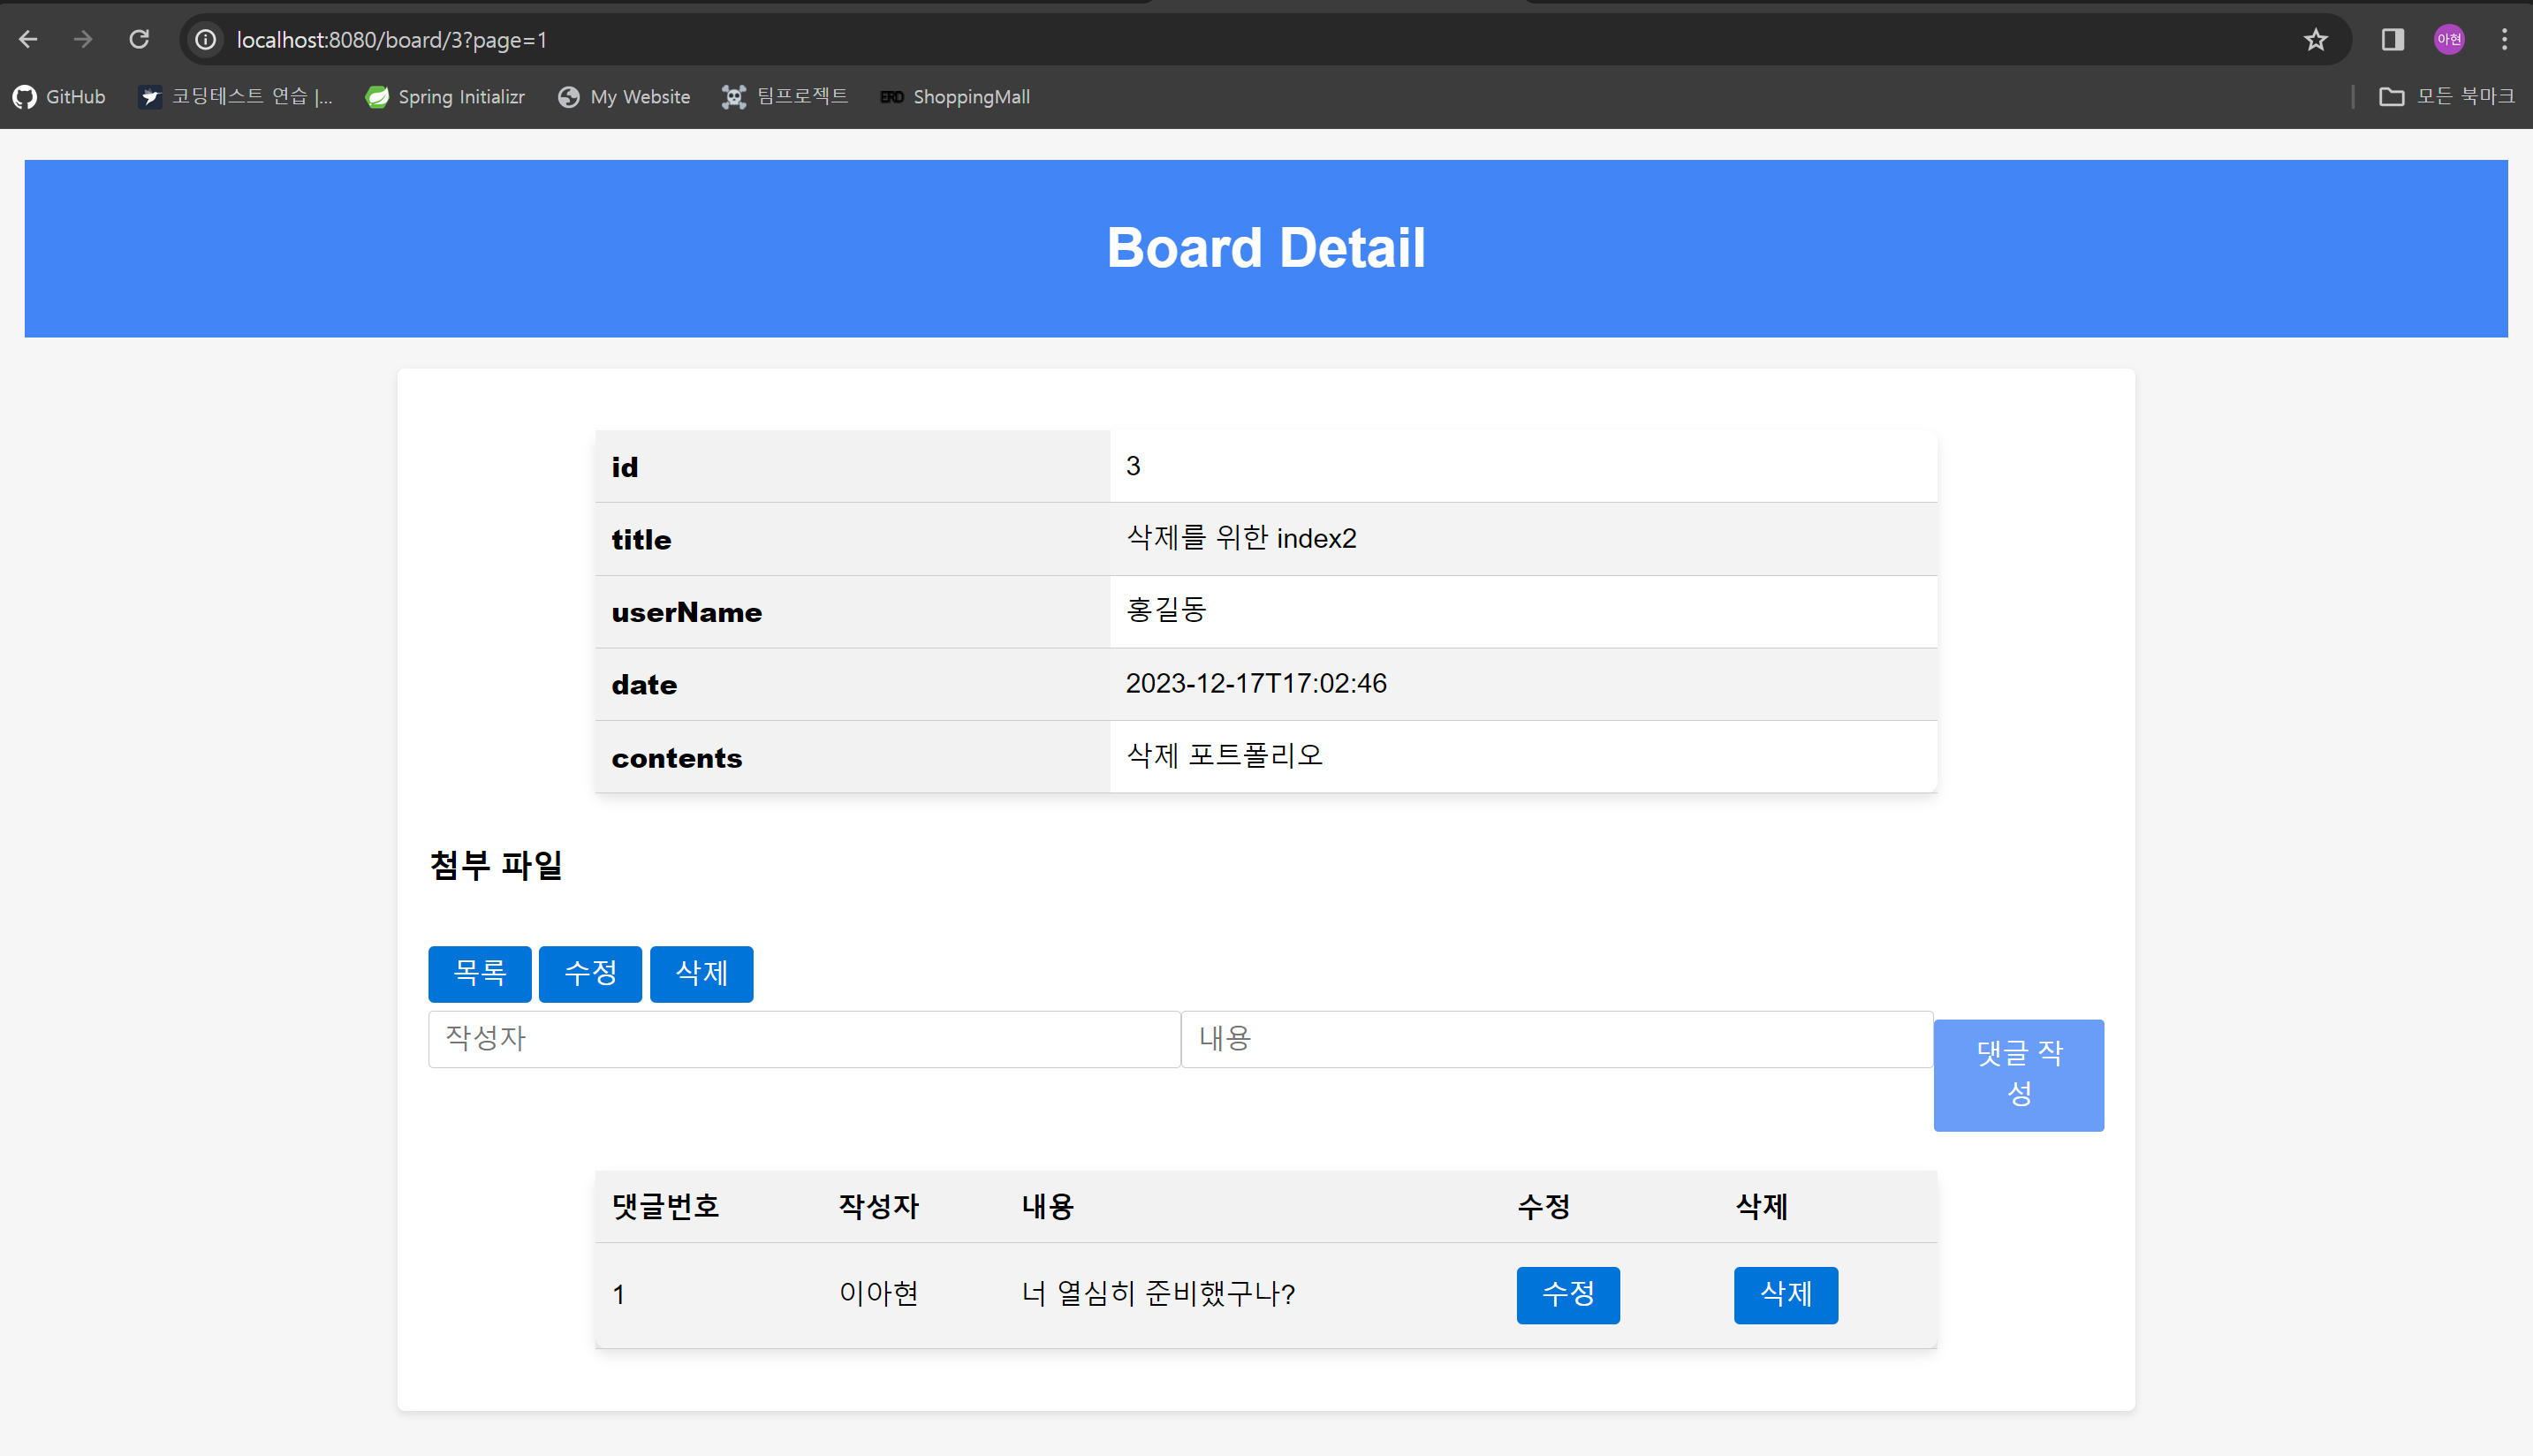 localhost:8080/board/3?page=1
아현
GitHub
코딩테스트 연습 |...
Spring Initializr
My Website
팀프로젝트
ERD
ShoppingMall
모든 북마크
Board Detail
id 3
title 삭제를 위한 index2
userName 홍길동
date 2023-12-17T17:02:46
contents 삭제 포트폴리오
첨부 파일
목록 수정 삭제
작성자 내용
댓글 작
성
댓글번호 작성자 내용 수정 삭제
1 이아현 너 열심히 준비했구나? 수정 삭제